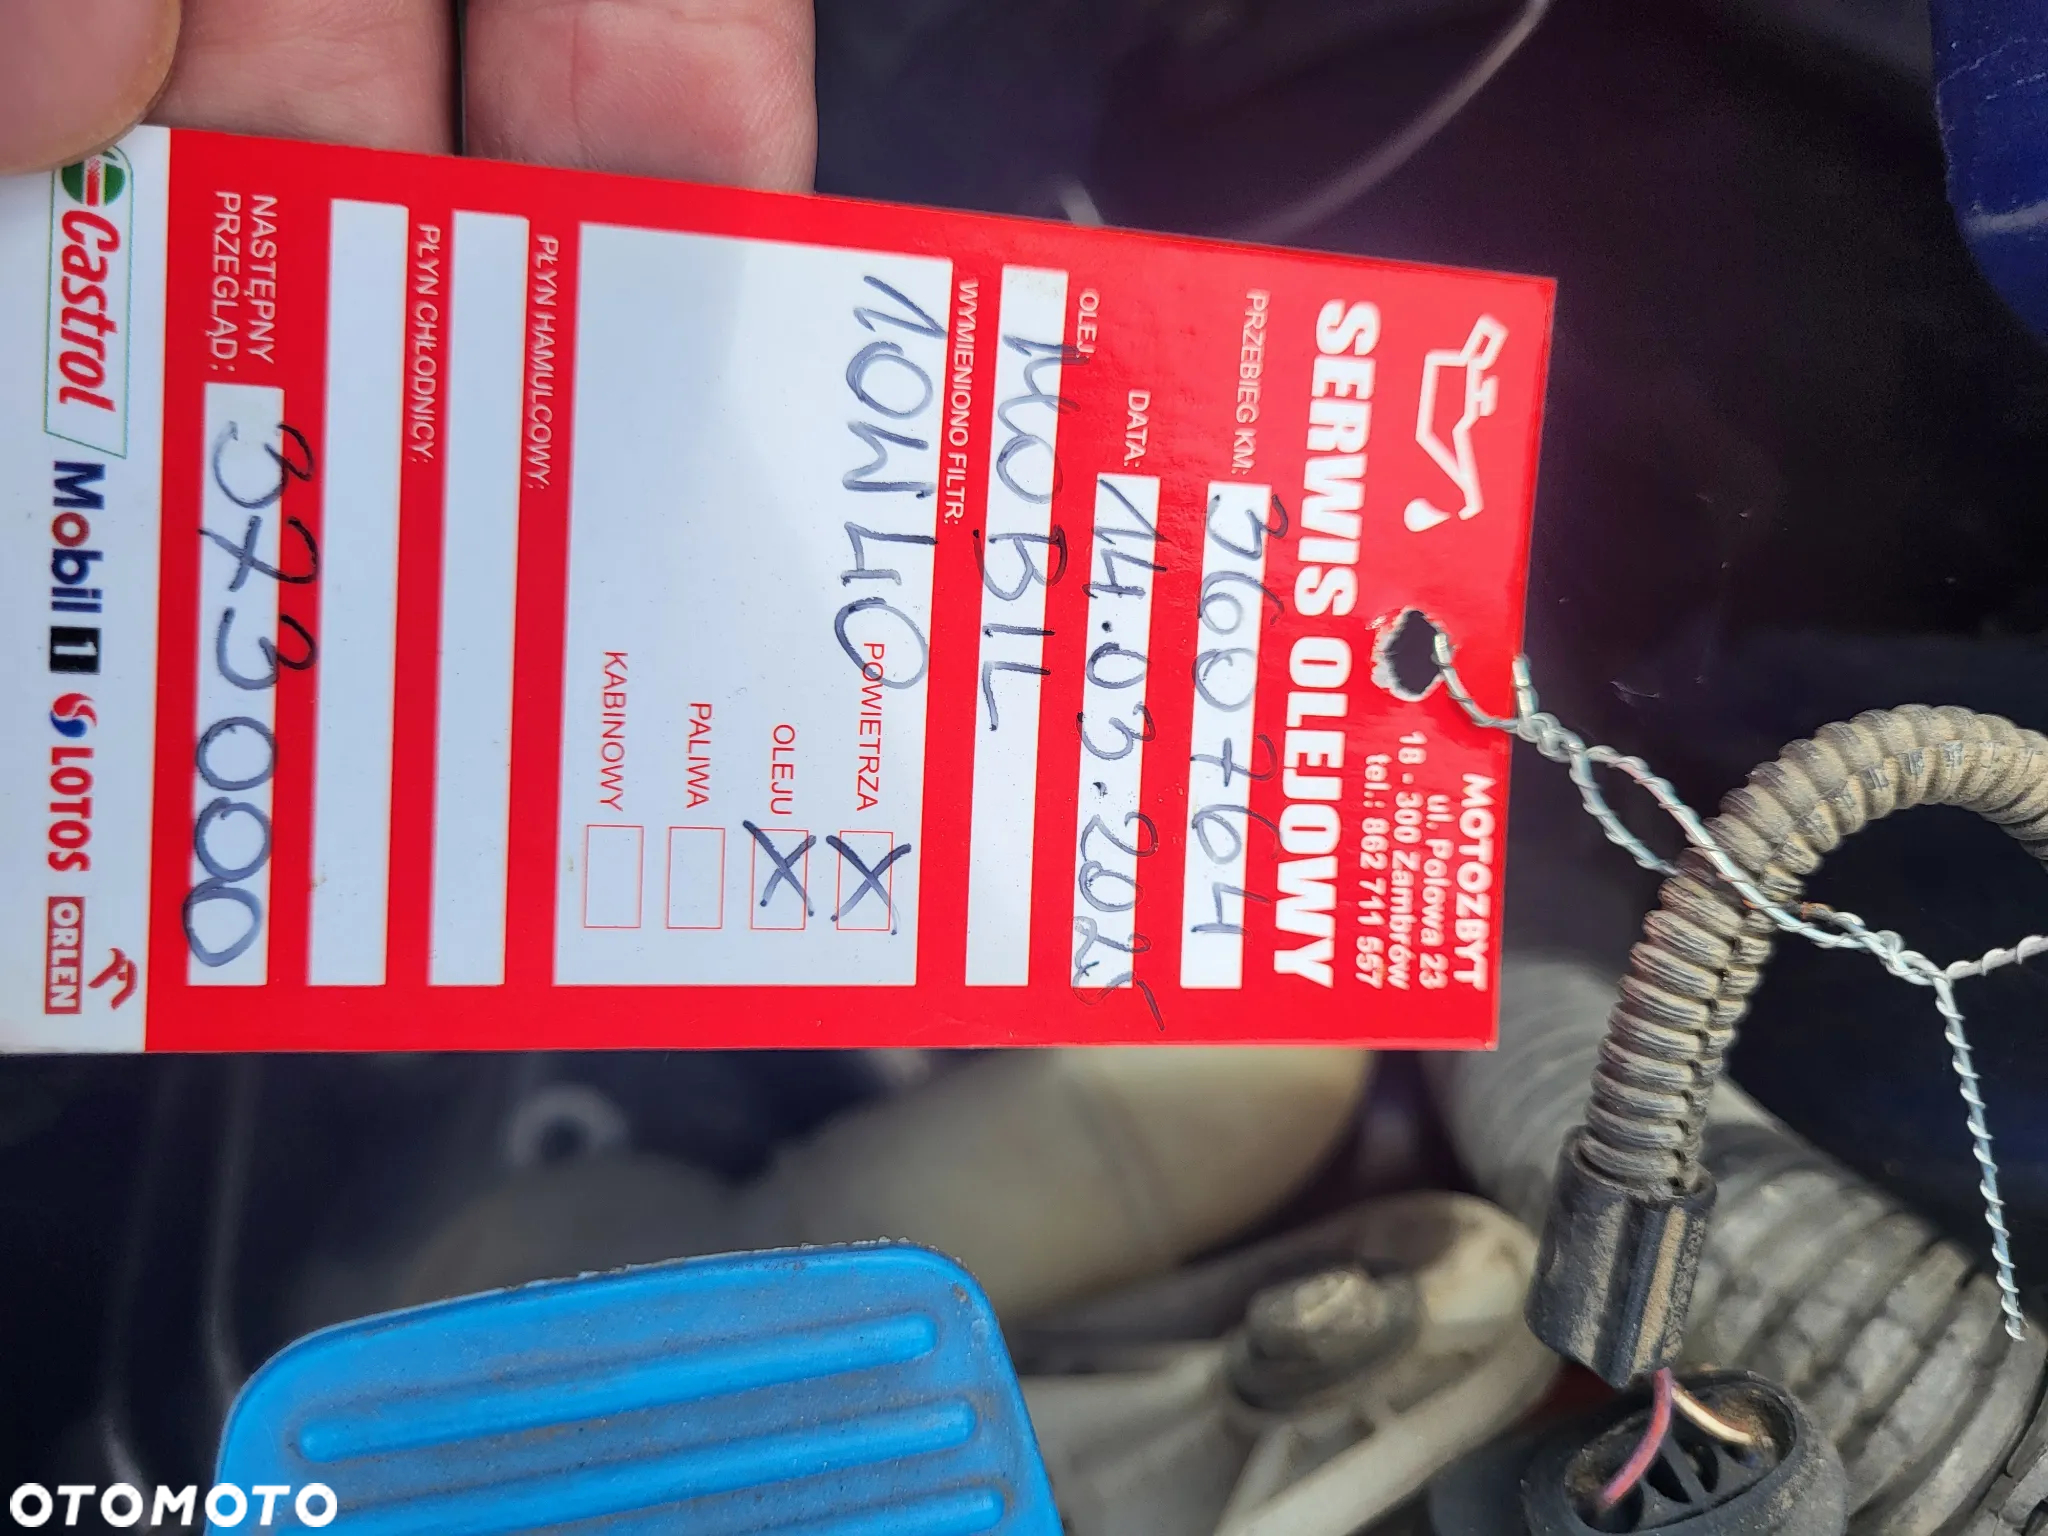 MOTOZBYT
ul. Polowa 23
18 - 300 Zambrów
tel.: 862 711 557
SERWIS OLEJOWY
PRZEBIEG KM: 360764
DATA: 14.03.2025
OLEJ:
MOBIL
WYMIENIONO FILTR:
10W40
POWIETRZA X
OLEJU X
PALIWA
KABINOWY
PŁYN HAMULCOWY:
PŁYN CHŁODNICY:
NASTĘPNY
PRZEGLĄD: 373000
Castrol Mobil 1 LOTOS ORLEN
OTOMOTO